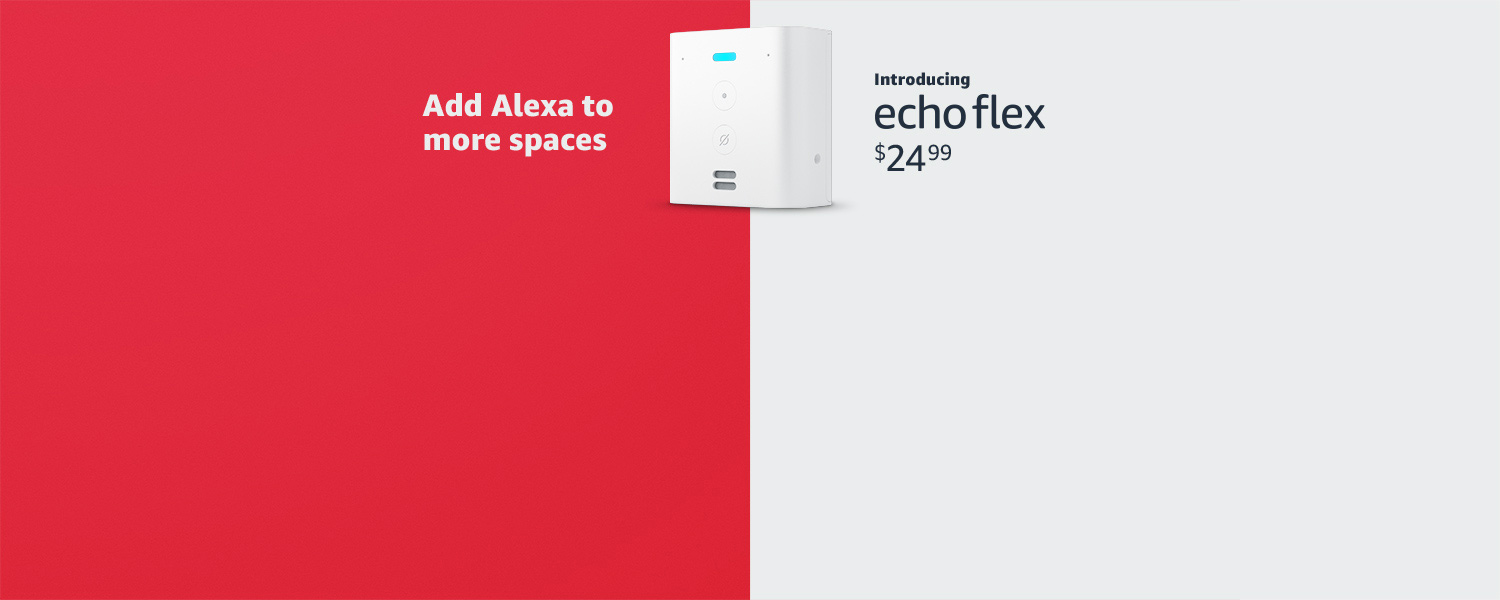 Add Alexa to
more spaces
Introducing
echo flex
$24 99